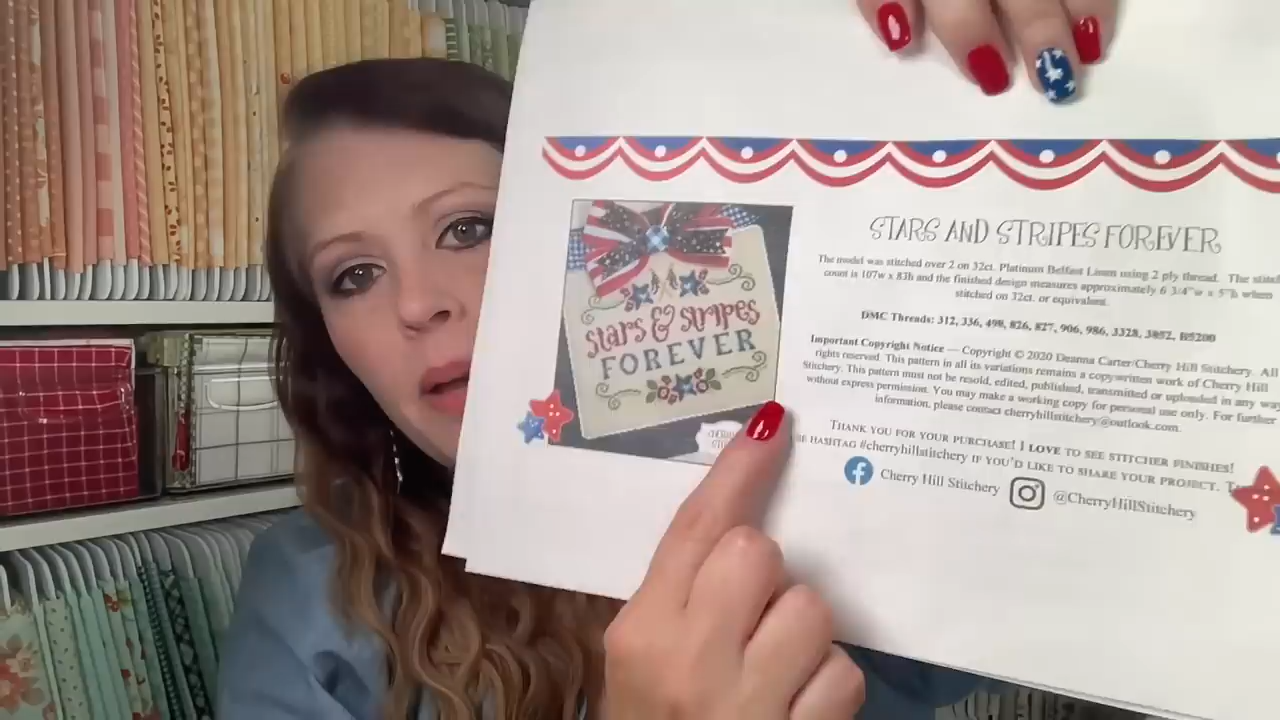 STARS AND STRIPES FOREVER
The model was stitched over 2 on 32ct. Platinum Belfast Linen using 2 ply thread. The stated
count is 107w x 83h and the finished design measures approximately 6 3/4"w x 5"h when
stitched on 32ct. or equivalent.
DMC Threads: 312, 336, 498, 826, 827, 906, 986, 3328, 3852, B5200
Important Copyright Notice — Copyright © 2020 Deanna Carter/Cherry Hill Stitchery. All
rights reserved. This pattern in all its variations remains a copywritten work of Cherry Hill
Stitchery. This pattern must not be resold, edited, published, transmitted or uploaded in any way
without express permission. You may make a working copy for personal use only. For further
information, please contact cherryhillstitchery@outlook.com.
THANK YOU FOR YOUR PURCHASE! I LOVE TO SEE STITCHER FINISHES!
HASHTAG #cherryhillstitchery IF YOU'D LIKE TO SHARE YOUR PROJECT.
Cherry Hill Stitchery @CherryHillStitchery
stars & stripes
FOREVER